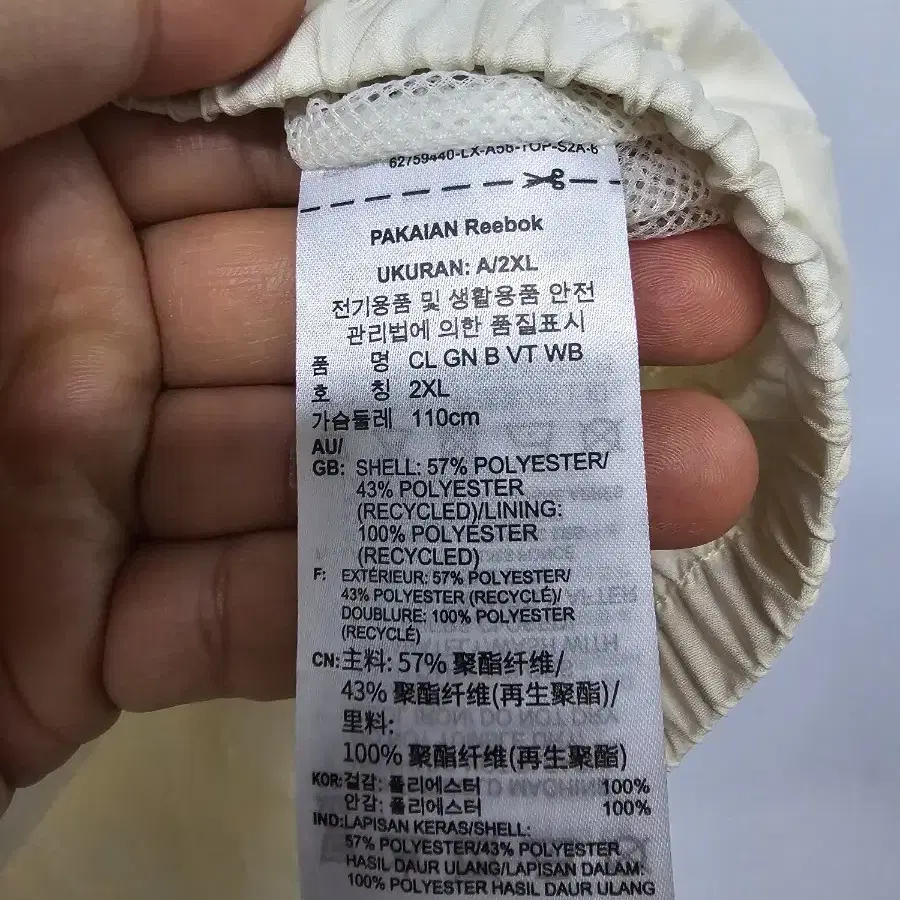 62759440-LX-A56-TOP-S2A-6
PAKAIAN Reebok
UKURAN: A/2XL
전기용품 및 생활용품 안전
관리법에 의한 품질표시
품 명 CL GN B VT WB
호 칭 2XL
가슴둘레 110cm
AU/
GB: SHELL: 57% POLYESTER/
43% POLYESTER
(RECYCLED)/LINING:
100% POLYESTER
(RECYCLED)
F: EXTÉRIEUR: 57% POLYESTER/
43% POLYESTER (RECYCLÉ)/
DOUBLURE: 100% POLYESTER
(RECYCLÉ)
CN: 主料: 57% 聚酯纤维/
43% 聚酯纤维(再生聚酯)/
里料:
100% 聚酯纤维(再生聚酯)
KOR: 겉감: 폴리에스터 100%
안감: 폴리에스터 100%
IND: LAPISAN KERAS/SHELL:
57% POLYESTER/43% POLYESTER
HASIL DAUR ULANG/LAPISAN DALAM:
100% POLYESTER HASIL DAUR ULANG